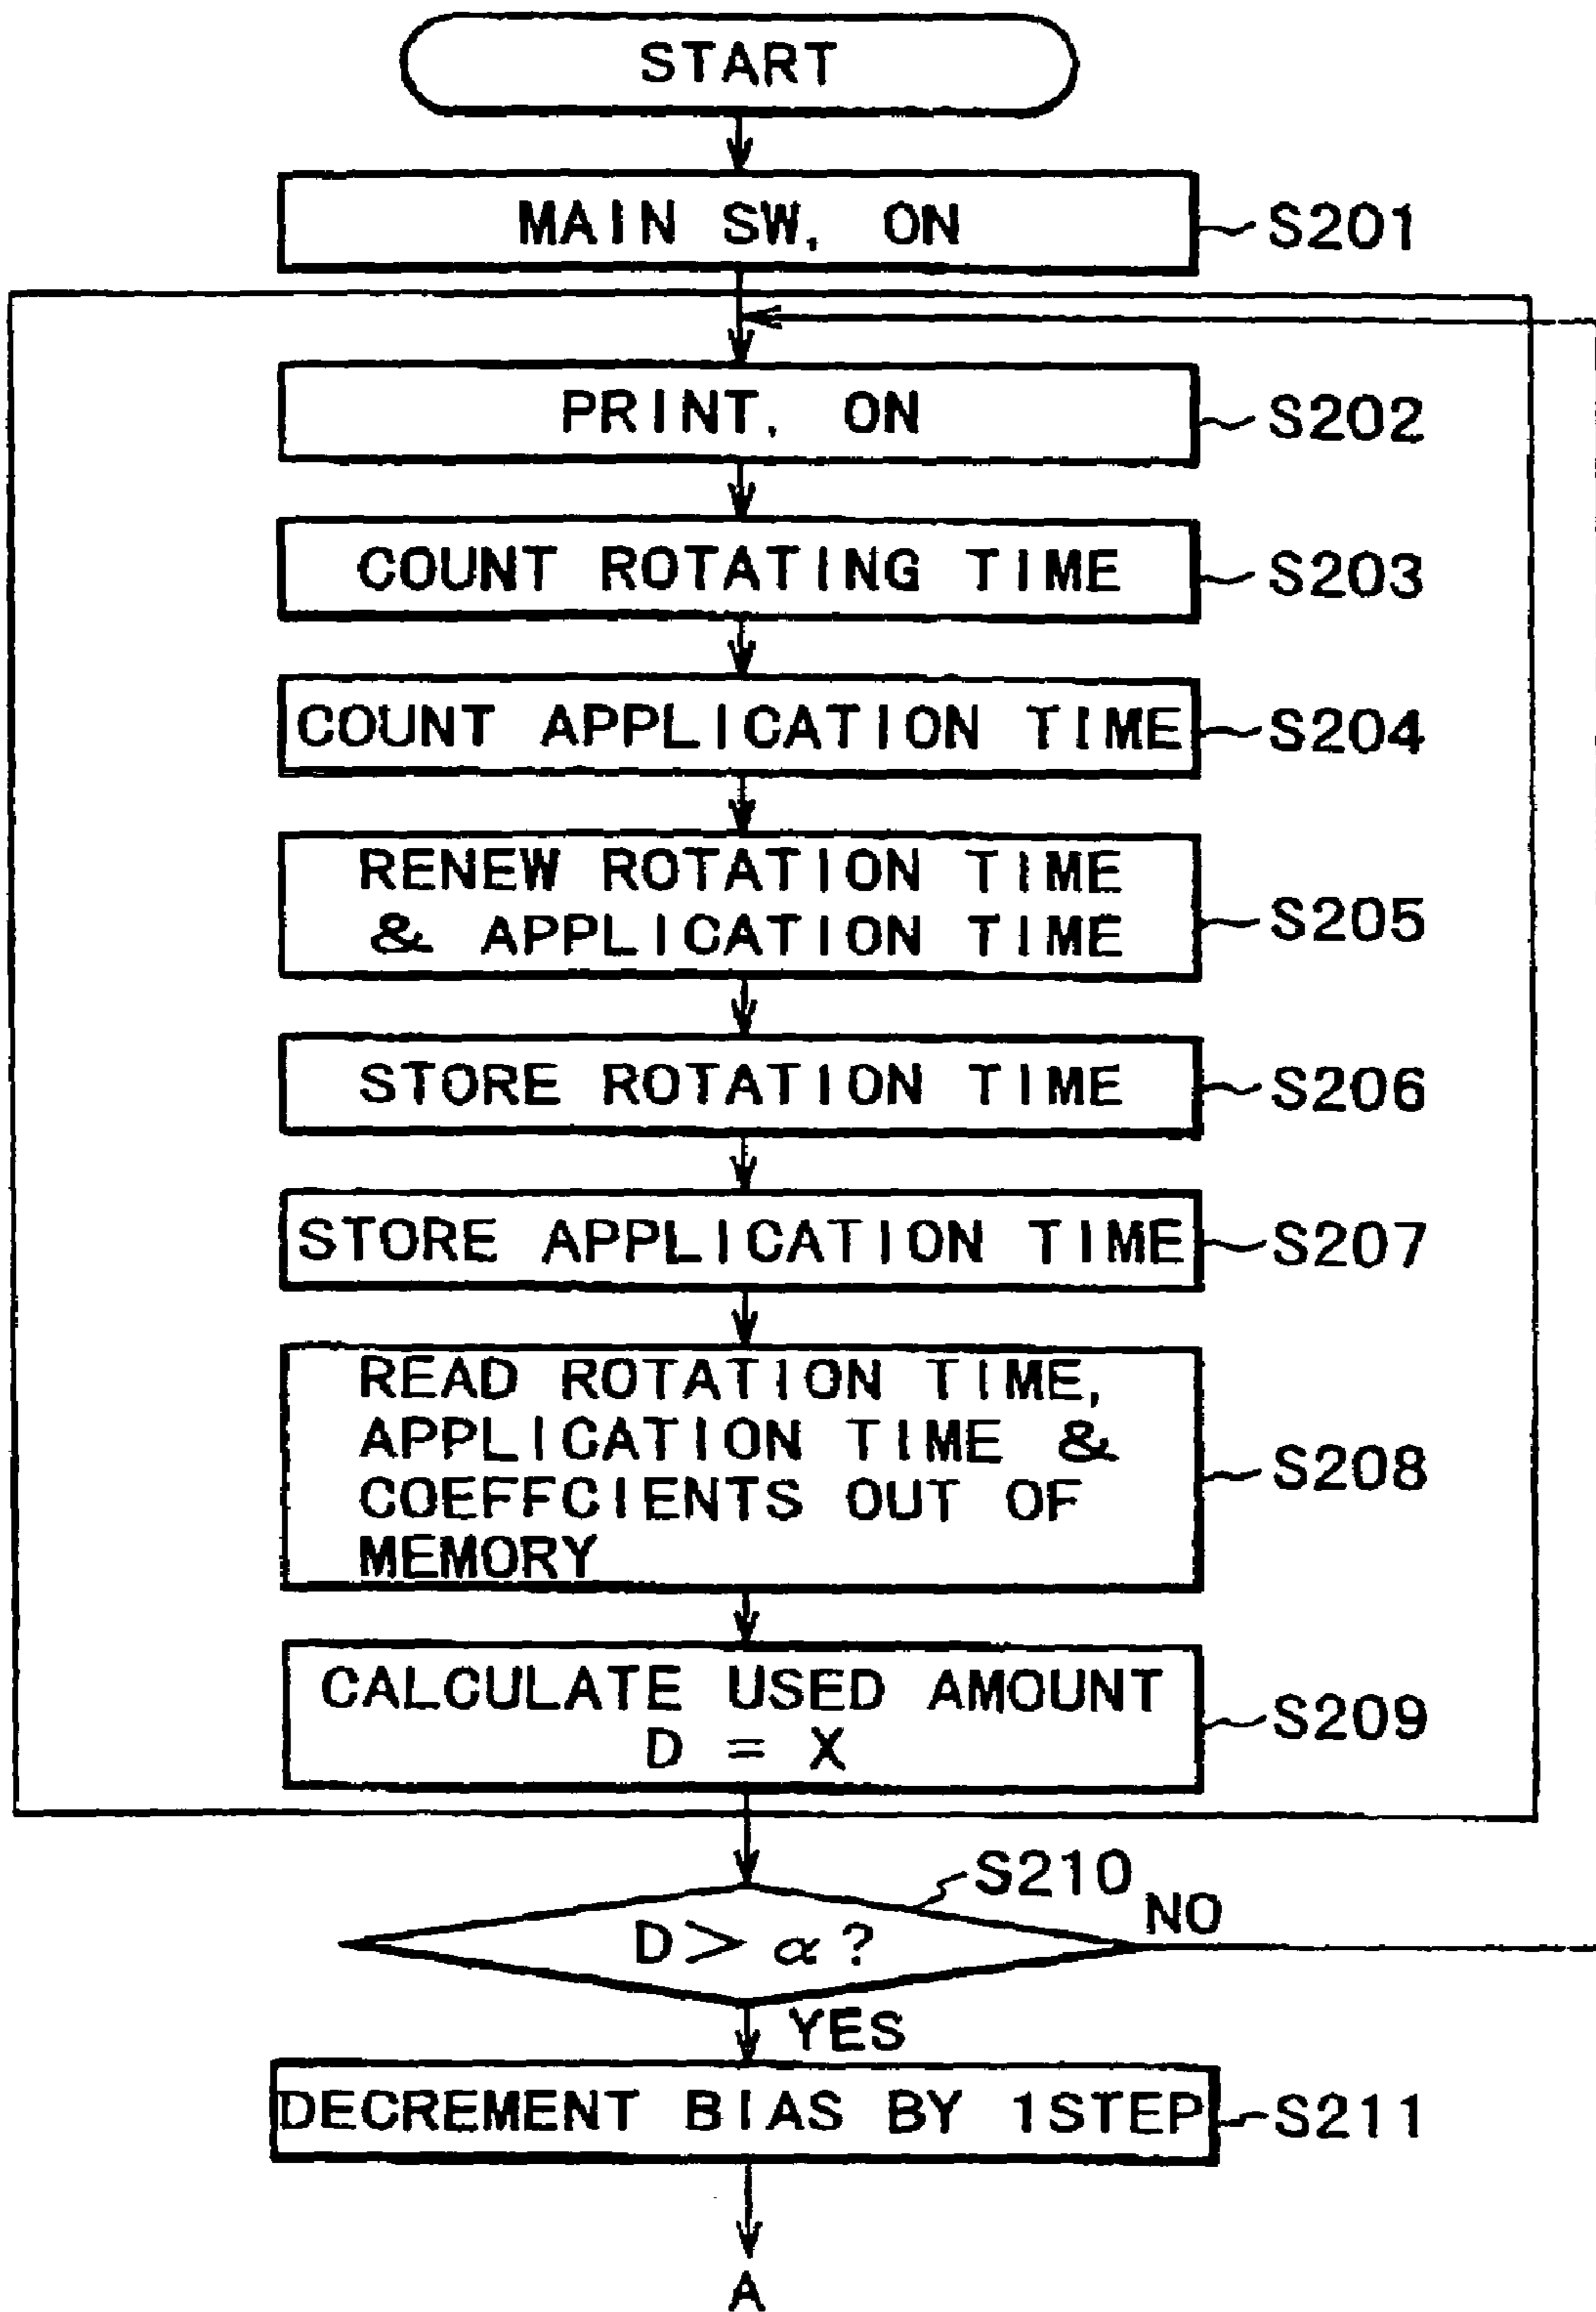 START
MAIN SW, ON
S201
PRINT, ON
S202
COUNT ROTATING TIME
S203
COUNT APPLICATION TIME
S204
RENEW ROTATION TIME
& APPLICATION TIME
S205
STORE ROTATION TIME
S206
STORE APPLICATION TIME
S207
READ ROTATION TIME,
APPLICATION TIME &
COEFFCIENTS OUT OF
MEMORY
S208
CALCULATE USED AMOUNT
D = X
S209
S210
NO
D > α ?
YES
DECREMENT BIAS BY 1STEP
S211
A